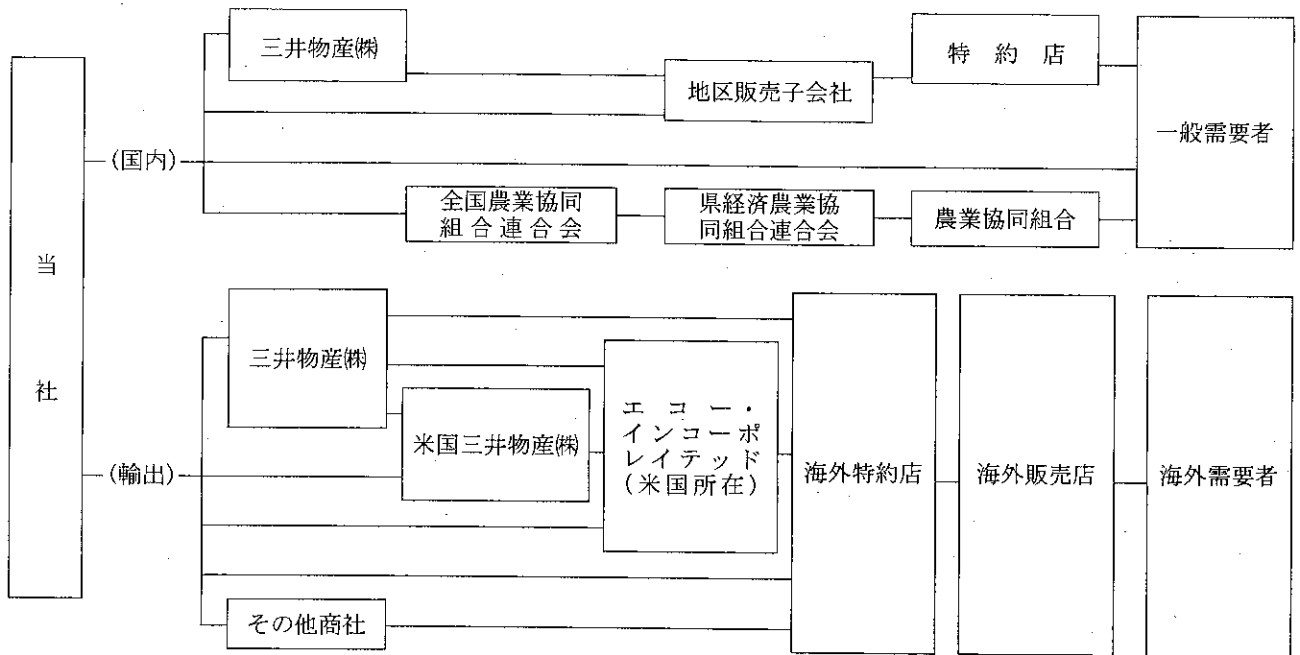 三井物産㈱
特約店
地区販売子会社
一般需要者
(国内)
全国農業協同
組合連合会
県経済農業協
同組合連合会
農業協同組合
当社
三井物産㈱
米国三井物産㈱
エコー・
インコーポ
レイテッド
(米国所在)
海外特約店
海外販売店
海外需要者
(輸出)
その他商社